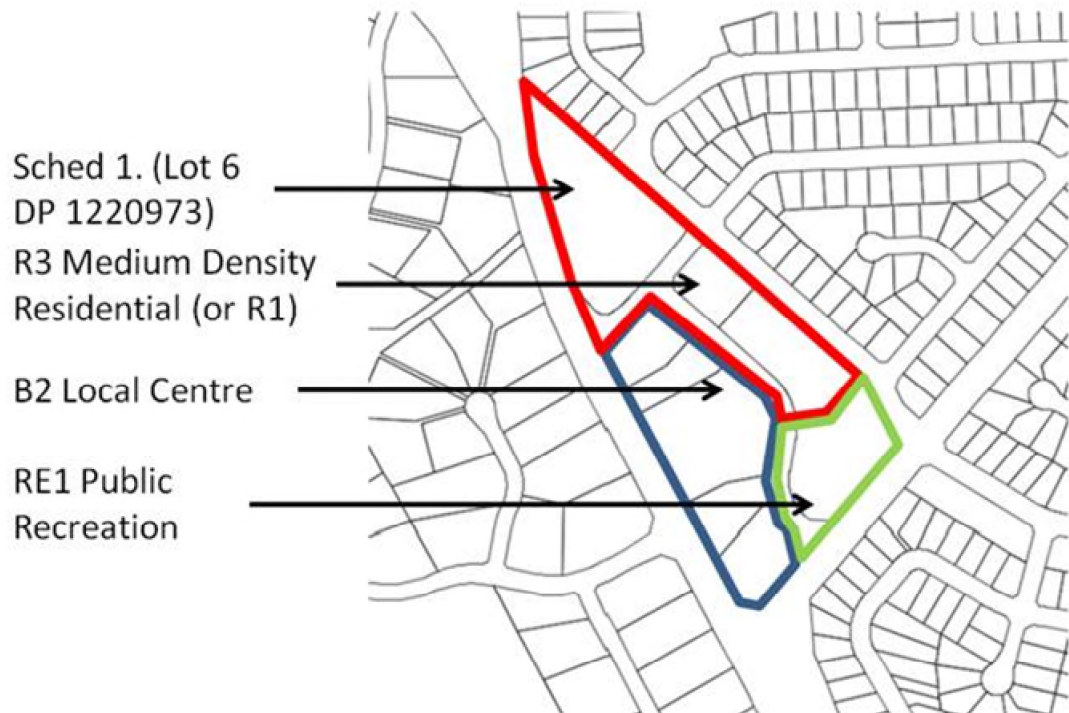 Sched 1. (Lot 6
DP 1220973)
R3 Medium Density
Residential (or R1)
B2 Local Centre
RE1 Public
Recreation